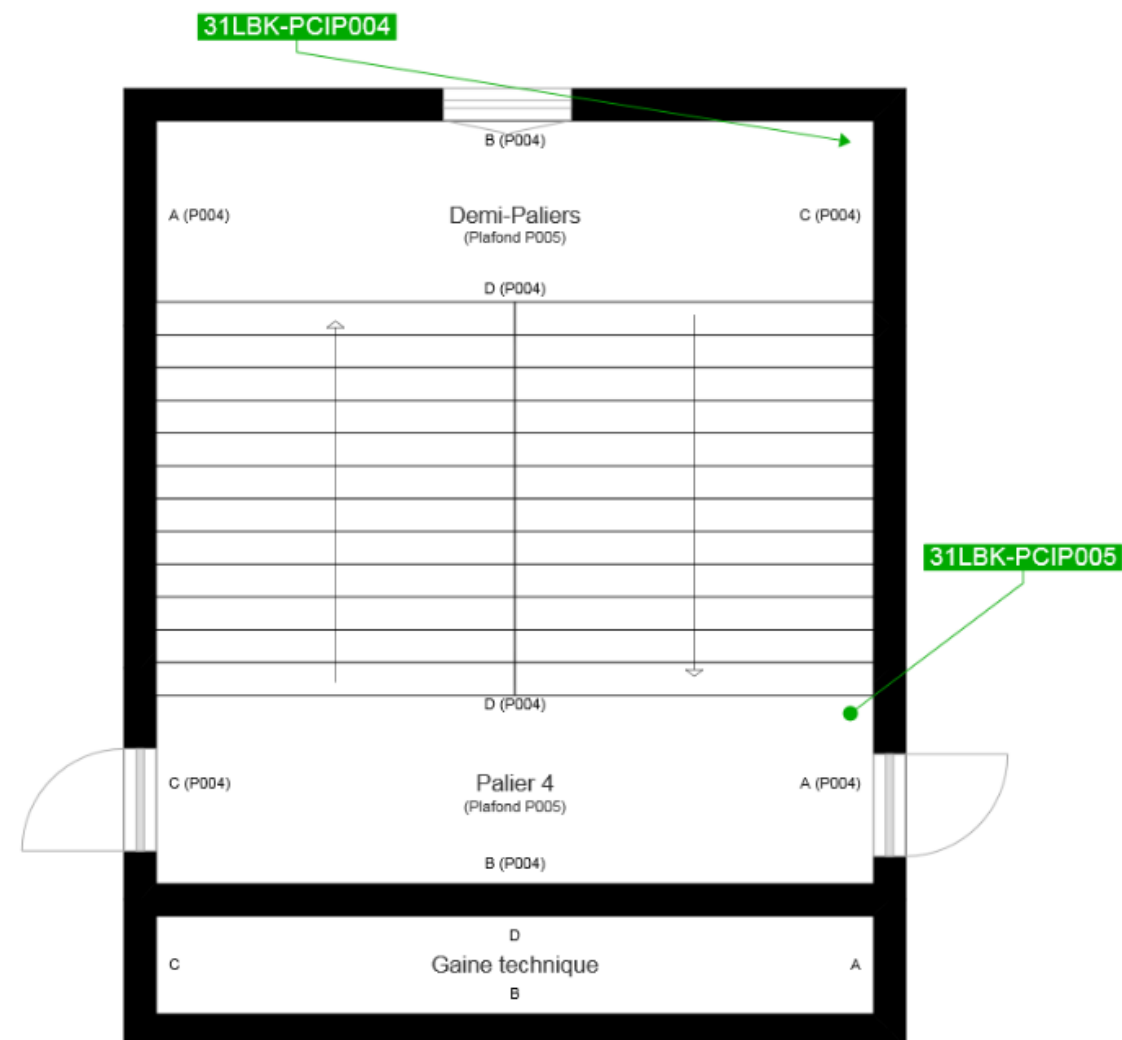 31LBK-PCIP004
B (P004)
A (P004)
Demi-Paliers
C (P004)
(Plafond P005)
D (P004)
31LBK-PCIP005
D (P004)
C (P004)
Palier 4
A (P004)
(Plafond P005)
B (P004)
D
C
Gaine technique
A
B